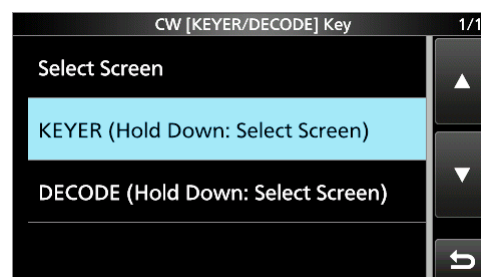 CW [KEYER/DECODE] Key 1/1
Select Screen
KEYER (Hold Down: Select Screen)
DECODE (Hold Down: Select Screen)